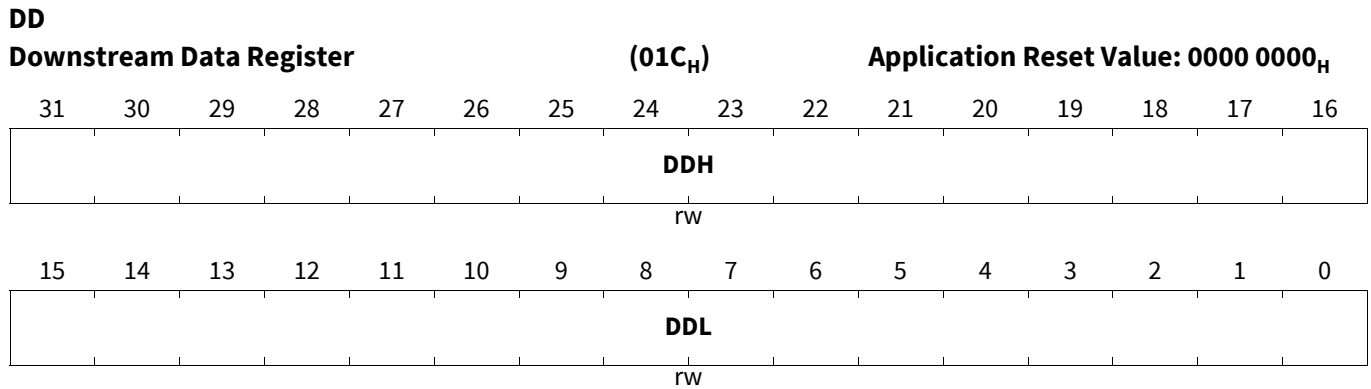 DD
Downstream Data Register (01C_H) Application Reset Value: 0000 0000_H
31 30 29 28 27 26 25 24 23 22 21 20 19 18 17 16
DDH
rw
15 14 13 12 11 10 9 8 7 6 5 4 3 2 1 0
DDL
rw